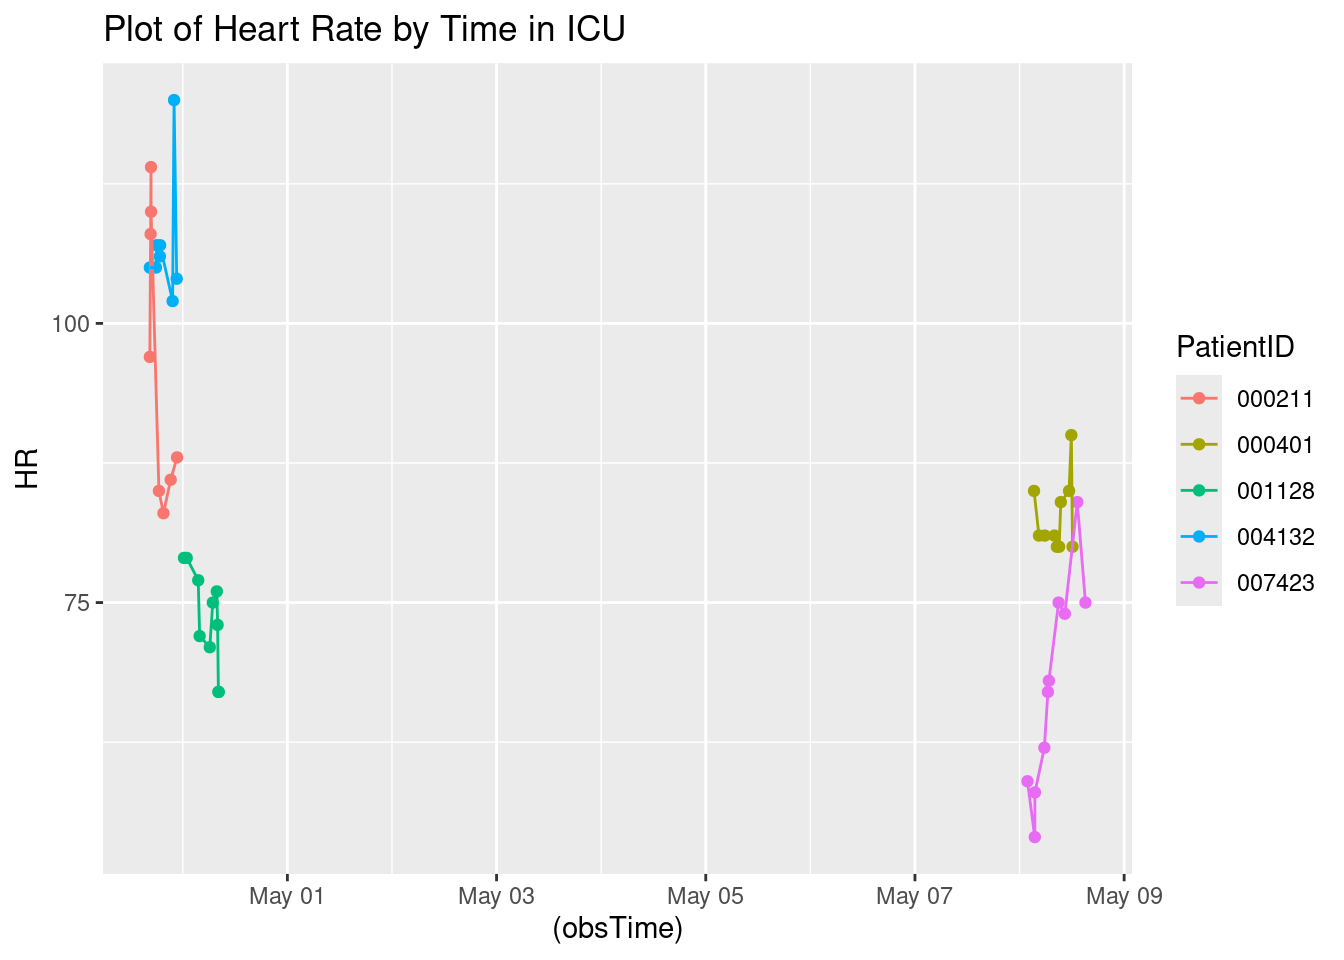 Plot of Heart Rate by Time in ICU
HR
100
75
May 01
May 03
May 05
May 07
May 09
(obsTime)
PatientID
000211
000401
001128
004132
007423